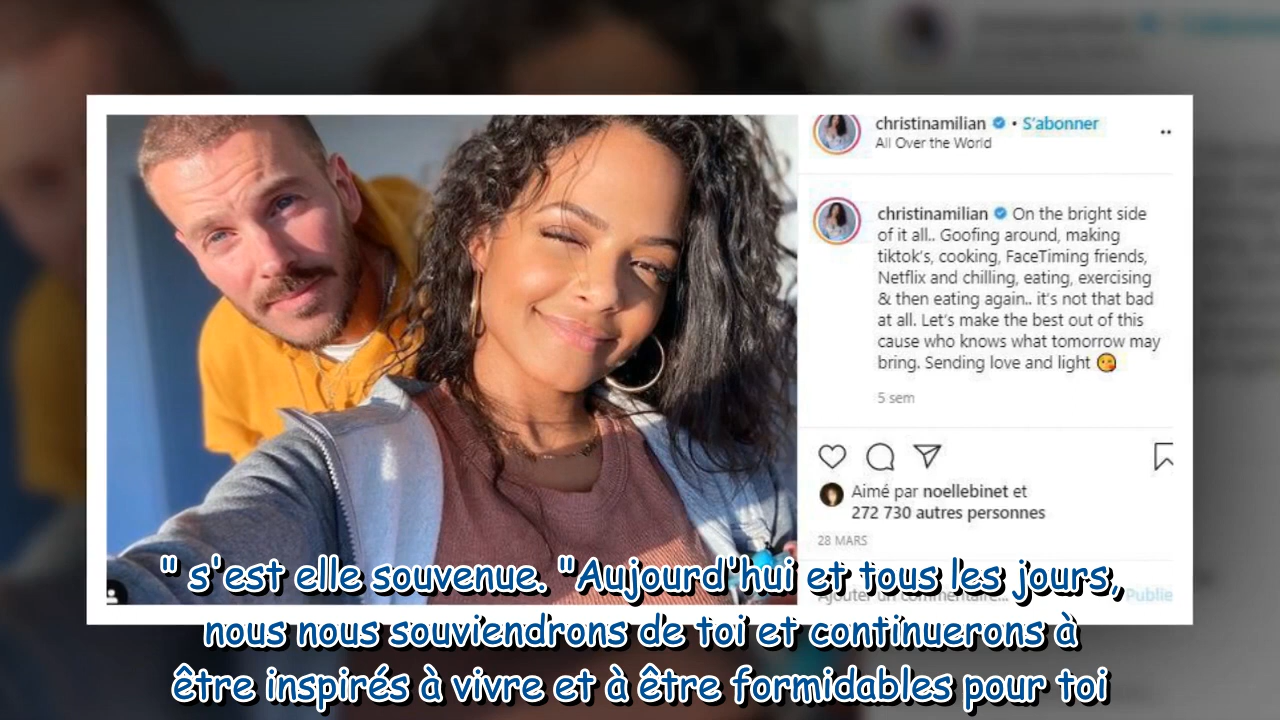 christinamilian • S'abonner
All Over the World
christinamilian On the bright side
of it all.. Goofing around, making
tiktok's, cooking, FaceTiming friends,
Netflix and chilling, eating, exercising
& then eating again.. it's not that bad
at all. Let's make the best out of this
cause who knows what tomorrow may
bring. Sending love and light 😘
5 sem
Aimé par noellebinet et
272 730 autres personnes
28 MARS
Ajouter un commentaire... Publie
" s'est elle souvenue. "Aujourd'hui et tous les jours,
nous nous souviendrons de toi et continuerons à
être inspirés à vivre et à être formidables pour toi